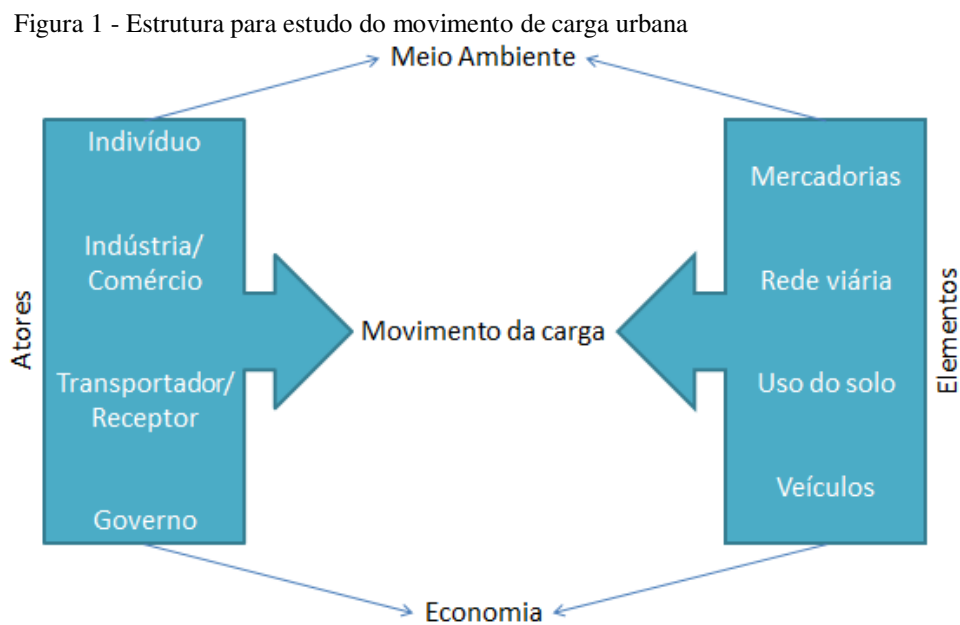 Figura 1 - Estrutura para estudo do movimento de carga urbana
Meio Ambiente
Atores
Indivíduo
Indústria/
Comércio
Transportador/
Receptor
Governo
Movimento da carga
Mercadorias
Rede viária
Uso do solo
Veículos
Elementos
Economia